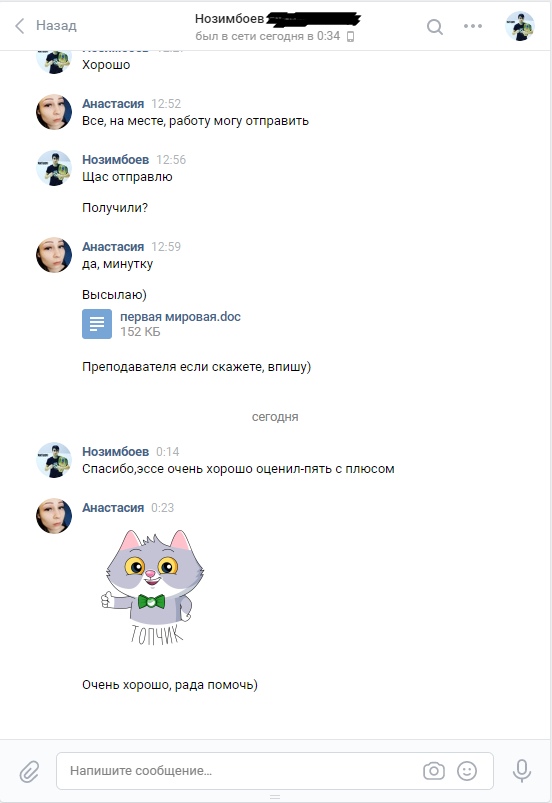 Назад
Нозимбоев
был в сети сегодня в 0:34
Хорошо
Анастасия 12:52
Все, на месте, работу могу отправить
Нозимбоев 12:56
Щас отправлю
Получили?
Анастасия 12:59
да, минутку
Высылаю)
первая мировая.doc
152 КБ
Преподавателя если скажете, впишу)
сегодня
Нозимбоев 0:14
Спасибо,эссе очень хорошо оценил-пять с плюсом
Анастасия 0:23
ТОПЧИК
Очень хорошо, рада помочь)
Напишите сообщение...